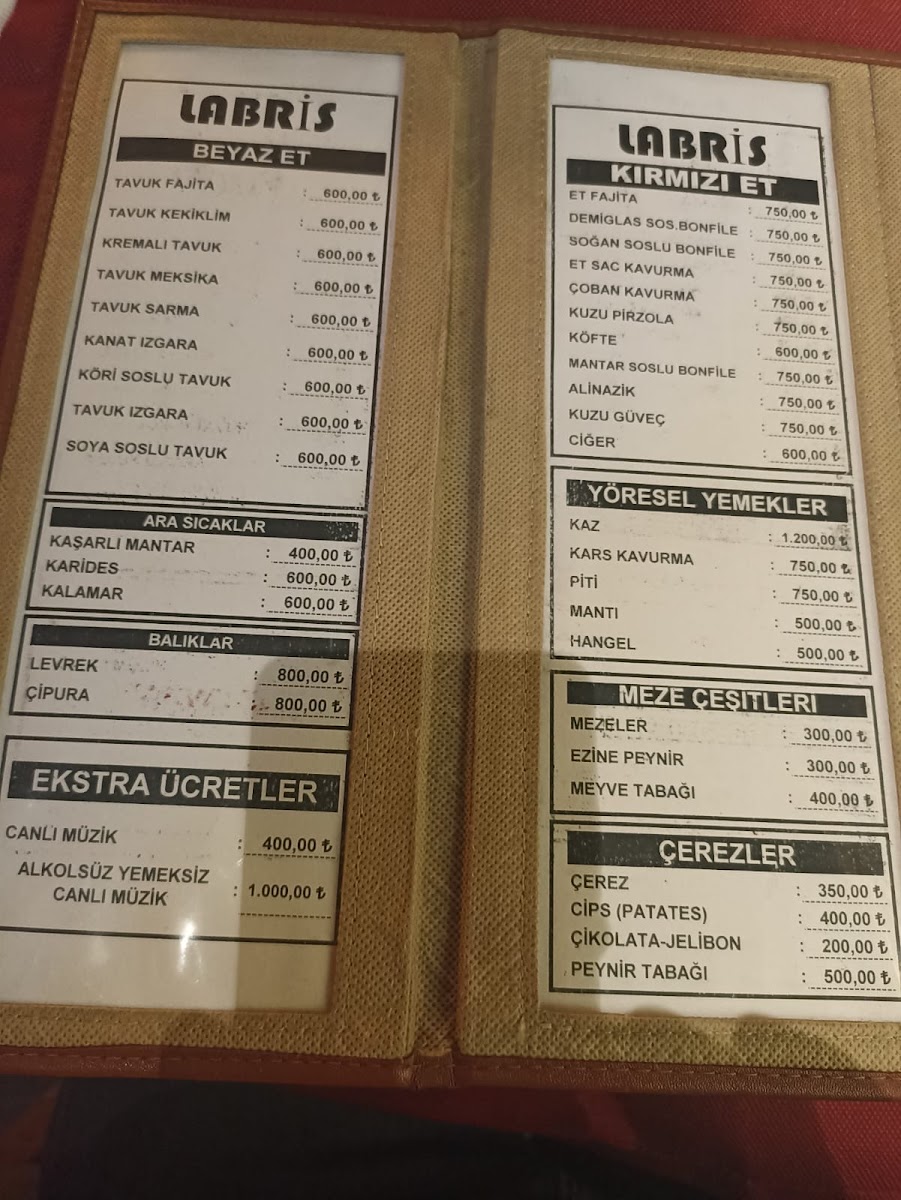 LABRİS
BEYAZ ET
TAVUK FAJİTA : 600,00 ₺
TAVUK KEKİKLİM : 600,00 ₺
KREMALI TAVUK : 600,00 ₺
TAVUK MEKSİKA : 600,00 ₺
TAVUK SARMA : 600,00 ₺
KANAT IZGARA : 600,00 ₺
KÖRİ SOSLU TAVUK : 600,00 ₺
TAVUK IZGARA : 600,00 ₺
SOYA SOSLU TAVUK : 600,00 ₺
ARA SICAKLAR
KAŞARLI MANTAR : 400,00 ₺
KARİDES : 600,00 ₺
KALAMAR : 600,00 ₺
BALIKLAR
LEVREK : 800,00 ₺
ÇİPURA : 800,00 ₺
EKSTRA ÜCRETLER
CANLI MÜZİK : 400,00 ₺
ALKOLSÜZ YEMEKSİZ
CANLI MÜZİK : 1.000,00 ₺
LABRİS
KIRMIZI ET
ET FAJİTA : 750,00 ₺
DEMİGLAS SOS.BONFİLE : 750,00 ₺
SOĞAN SOSLU BONFİLE : 750,00 ₺
ET SAC KAVURMA : 750,00 ₺
ÇOBAN KAVURMA : 750,00 ₺
KUZU PİRZOLA : 750,00 ₺
KÖFTE : 600,00 ₺
MANTAR SOSLU BONFİLE : 750,00 ₺
ALİNAZİK : 750,00 ₺
KUZU GÜVEÇ : 750,00 ₺
CİĞER : 600,00 ₺
YÖRESEL YEMEKLER
KAZ : 1.200,00 ₺
KARS KAVURMA : 750,00 ₺
PİTİ : 750,00 ₺
MANTI : 500,00 ₺
HANGEL : 500,00 ₺
MEZE ÇEŞİTLERİ
MEZELER : 300,00 ₺
EZİNE PEYNİR : 300,00 ₺
MEYVE TABAĞI : 400,00 ₺
ÇEREZLER
ÇEREZ : 350,00 ₺
CİPS (PATATES) : 400,00 ₺
ÇİKOLATA-JELİBON : 200,00 ₺
PEYNİR TABAĞI : 500,00 ₺